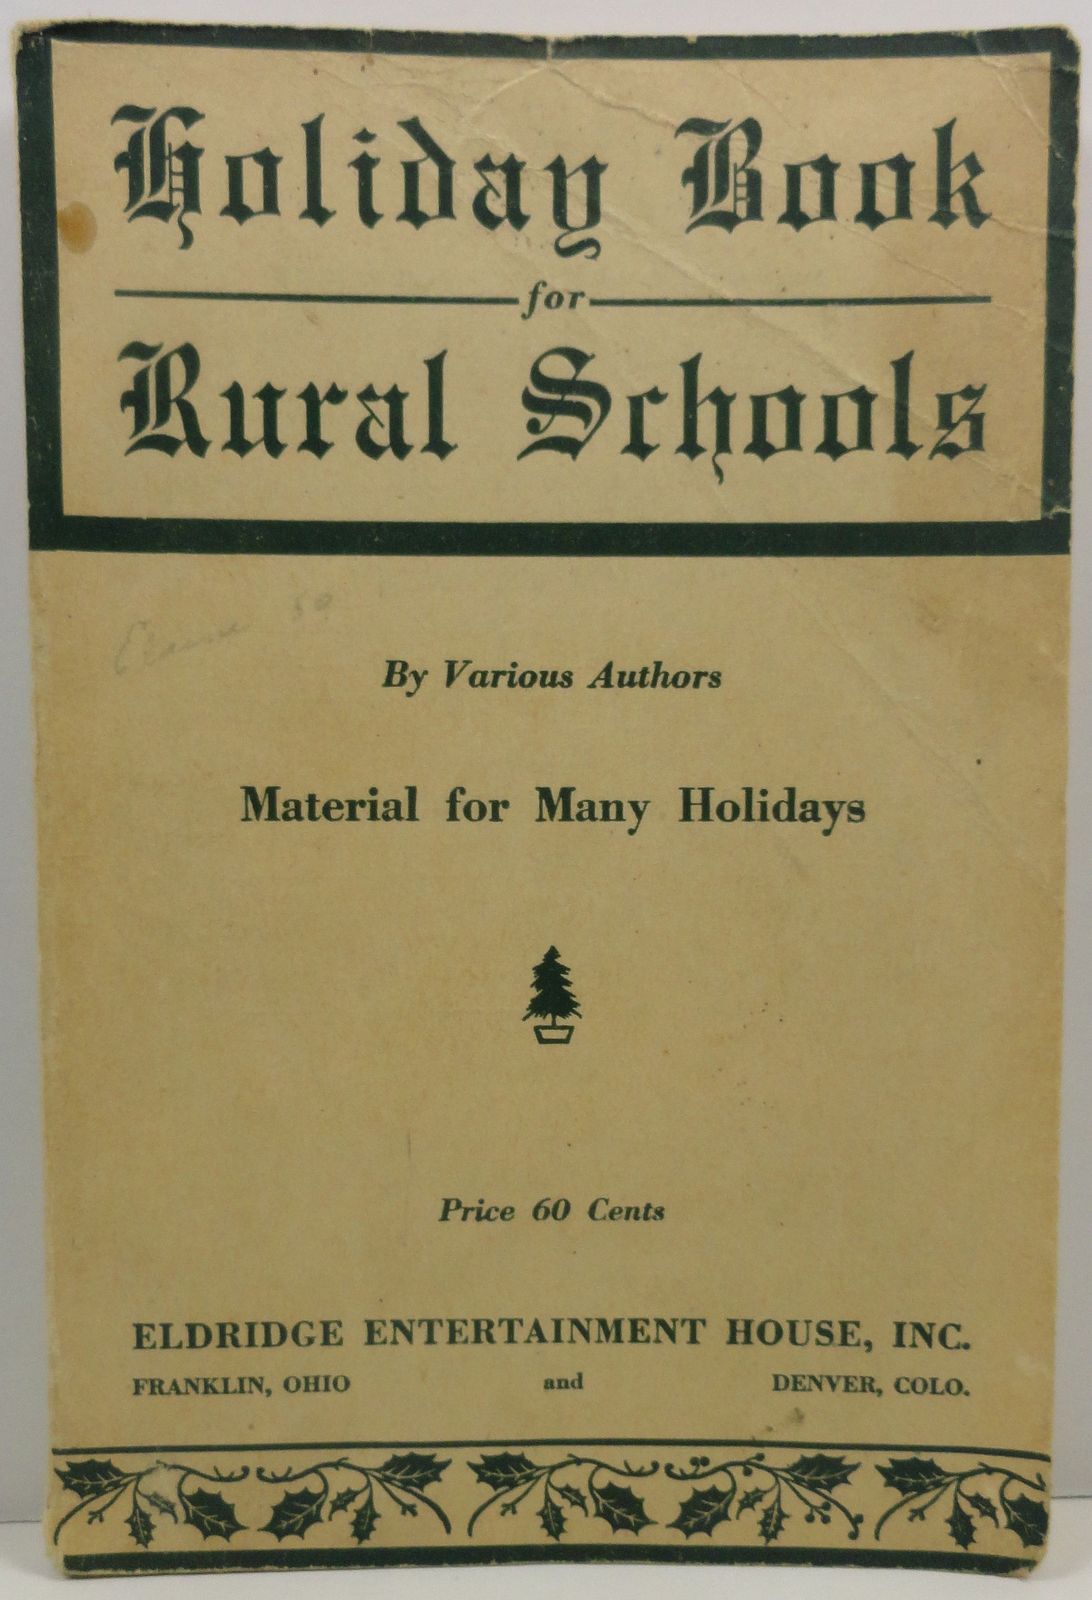 Holiday Book
for
Rural Schools
By Various Authors
Material for Many Holidays
Price 60 Cents
ELDRIDGE ENTERTAINMENT HOUSE, INC.
FRANKLIN, OHIO and DENVER, COLO.